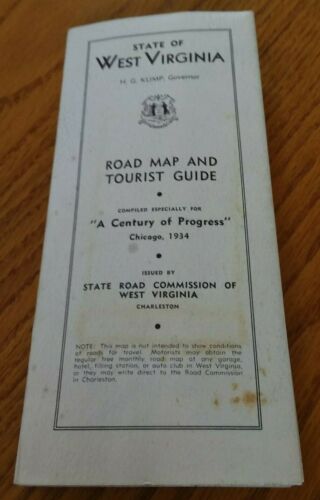 STATE OF
WEST VIRGINIA
H. G. KUMP, Governor
ROAD MAP AND
TOURIST GUIDE
COMPILED ESPECIALLY FOR
"A Century of Progress"
Chicago, 1934
ISSUED BY
STATE ROAD COMMISSION OF
WEST VIRGINIA
CHARLESTON
NOTE: This map is not intended to show conditions
of roads for travel. Motorists may obtain the
regular free monthly road map at any garage,
hotel, filling station, or auto club in West Virginia,
or they may write direct to the Road Commission
in Charleston.